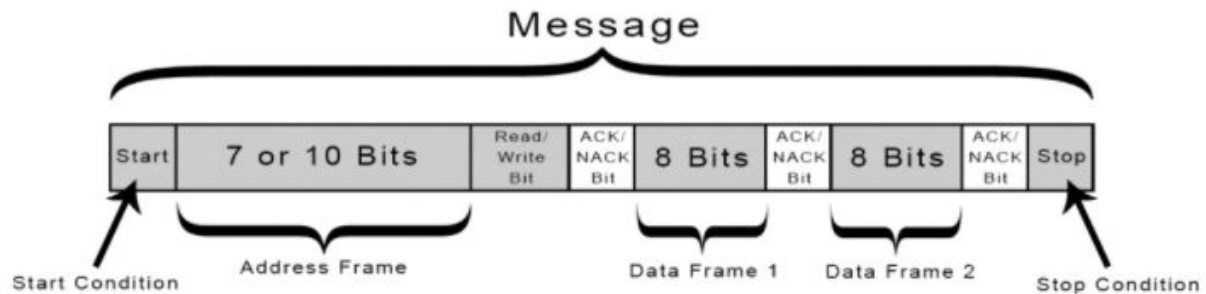 Message
Start
7 or 10 Bits
Read/
Write
Bit
ACK/
NACK
Bit
8 Bits
ACK/
NACK
Bit
8 Bits
ACK/
NACK
Bit
Stop
Start Condition
Address Frame
Data Frame 1
Data Frame 2
Stop Condition